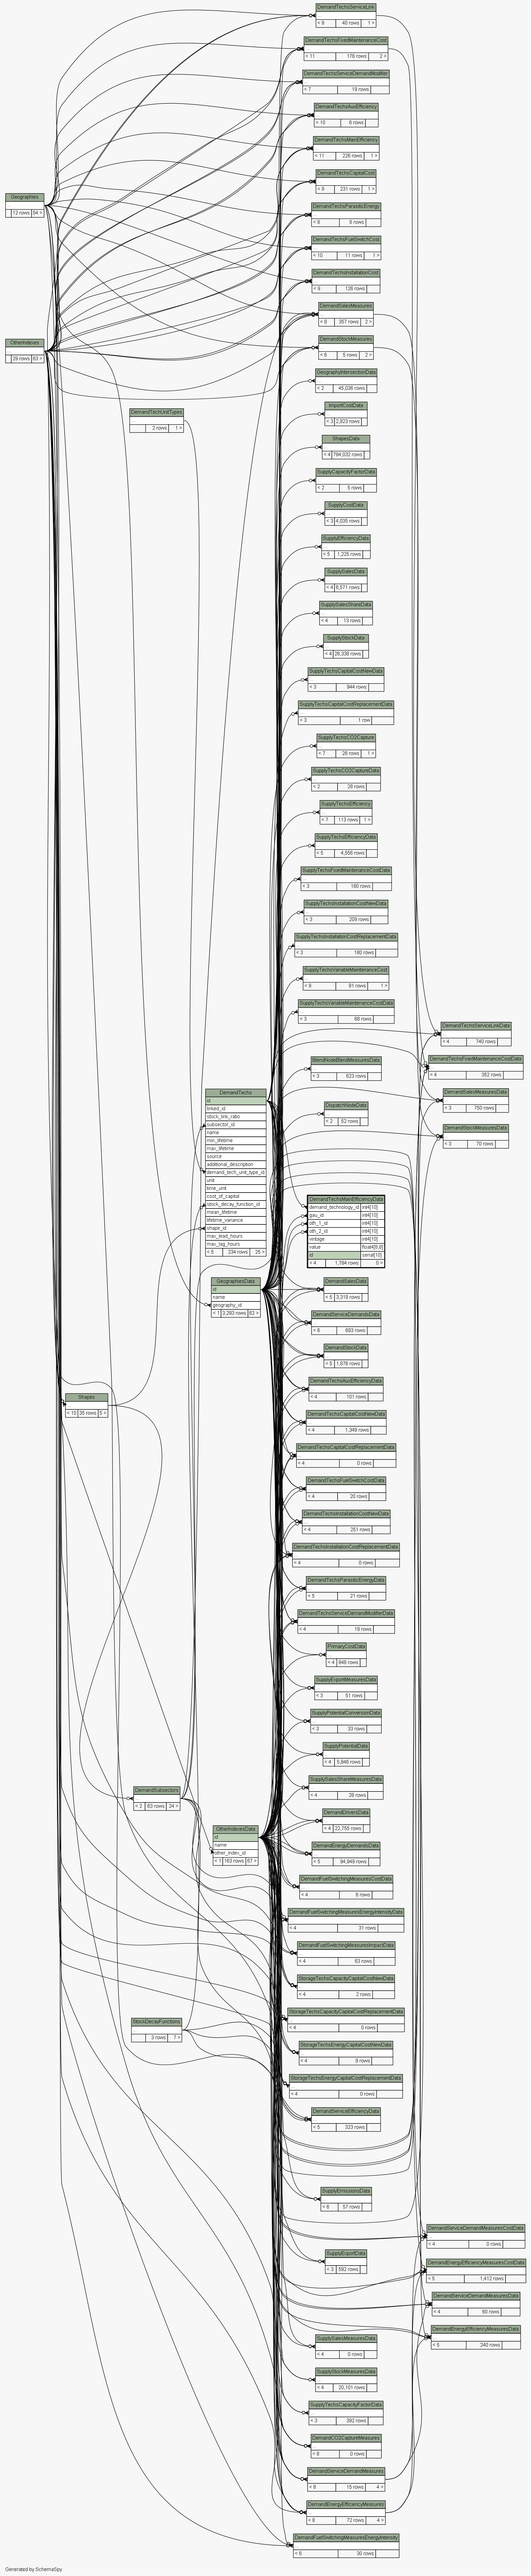 DemandTechsServiceLink
< 8 40 rows 1 >
DemandTechsFixedMaintenanceCost
< 11 176 rows 2 >
DemandTechsServiceDemandModifier
< 7 19 rows
DemandTechsAuxEfficiency
< 10 6 rows
DemandTechsMainEfficiency
< 11 226 rows 1 >
DemandTechsCapitalCost
< 8 231 rows 1 >
Geographies
12 rows 54 >
DemandTechsParasiticEnergy
< 8 8 rows
DemandTechsFuelSwitchCost
< 10 11 rows 1 >
DemandTechsInstallationCost
< 9 126 rows
DemandSalesMeasures
< 8 357 rows 2 >
OtherIndexes
29 rows 63 >
DemandStockMeasures
< 8 5 rows 2 >
GeographyIntersectionData
< 2 45,036 rows
DemandTechUnitTypes
2 rows 1 >
ImportCostData
< 3 2,823 rows
ShapesData
< 4 784,032 rows
SupplyCapacityFactorData
< 2 5 rows
SupplyCostData
< 3 4,035 rows
SupplyEfficiencyData
< 5 1,225 rows
SupplySalesData
< 4 6,571 rows
SupplySalesShareData
< 4 13 rows
SupplyStockData
< 4 28,338 rows
SupplyTechsCapitalCostNewData
< 3 944 rows
SupplyTechsCapitalCostReplacementData
< 3 1 row
SupplyTechsCO2Capture
< 7 28 rows 1 >
SupplyTechsCO2CaptureData
< 2 28 rows
SupplyTechsEfficiency
< 7 113 rows 1 >
SupplyTechsEfficiencyData
< 5 4,556 rows
SupplyTechsFixedMaintenanceCostData
< 3 180 rows
SupplyTechsInstallationCostNewData
< 3 209 rows
SupplyTechsInstallationCostReplacementData
< 3 180 rows
SupplyTechsVariableMaintenanceCost
< 9 81 rows 1 >
SupplyTechsVariableMaintenanceCostData
< 3 88 rows
DemandTechsServiceLinkData
< 4 740 rows
BlendNodeBlendMeasuresData
< 3 623 rows
DemandTechsFixedMaintenanceCostData
< 4 352 rows
DemandSalesMeasuresData
< 3 750 rows
DispatchNodeData
< 2 52 rows
DemandStockMeasuresData
< 3 70 rows
DemandTechs
id
linked_id
stock_link_ratio
subsector_id
name
min_lifetime
max_lifetime
source
additional_description
demand_tech_unit_type_id
unit
time_unit
cost_of_capital
stock_decay_function_id
mean_lifetime
lifetime_variance
shape_id
max_lead_hours
max_lag_hours
< 5 234 rows 25 >
DemandTechsMainEfficiencyData
demand_technology_id int4[10]
gau_id int4[10]
oth_1_id int4[10]
oth_2_id int4[10]
vintage int4[10]
value float4[8,8]
id serial[10]
< 4 1,784 rows 0 >
GeographiesData
id
name
geography_id
< 1 3,293 rows 62 >
DemandSalesData
< 5 3,319 rows
DemandServiceDemandsData
< 6 693 rows
DemandStockData
< 5 1,878 rows
DemandTechsAuxEfficiencyData
< 4 101 rows
Shapes
< 10 35 rows 5 >
DemandTechsCapitalCostNewData
< 4 1,349 rows
DemandTechsCapitalCostReplacementData
< 4 0 rows
DemandTechsFuelSwitchCostData
< 4 20 rows
DemandTechsInstallationCostNewData
< 4 251 rows
DemandTechsInstallationCostReplacementData
< 4 0 rows
DemandTechsParasiticEnergyData
< 5 21 rows
DemandTechsServiceDemandModifierData
< 4 19 rows
PrimaryCostData
< 4 848 rows
SupplyExportMeasuresData
< 3 51 rows
SupplyPotentialConversionData
< 3 33 rows
SupplyPotentialData
< 4 5,846 rows
DemandSubsectors
< 2 63 rows 24 >
SupplySalesShareMeasuresData
< 4 28 rows
DemandDriversData
< 4 22,755 rows
OtherIndexesData
id
name
other_index_id
< 1 163 rows 67 >
DemandEnergyDemandsData
< 5 94,949 rows
DemandFuelSwitchingMeasuresCostData
< 4 6 rows
DemandFuelSwitchingMeasuresEnergyIntensityData
< 4 31 rows
DemandFuelSwitchingMeasuresImpactData
< 4 63 rows
StorageTechsCapacityCapitalCostNewData
< 4 2 rows
StorageTechsCapacityCapitalCostReplacementData
< 4 0 rows
StockDecayFunctions
3 rows 7 >
StorageTechsEnergyCapitalCostNewData
< 4 9 rows
StorageTechsEnergyCapitalCostReplacementData
< 4 0 rows
DemandServiceEfficiencyData
< 5 323 rows
SupplyEmissionsData
< 6 57 rows
DemandServiceDemandMeasuresCostData
< 4 0 rows
SupplyExportData
< 3 592 rows
DemandEnergyEfficiencyMeasuresCostData
< 5 1,412 rows
DemandServiceDemandMeasuresData
< 4 60 rows
DemandEnergyEfficiencyMeasuresData
< 5 240 rows
SupplySalesMeasuresData
< 4 0 rows
SupplyStockMeasuresData
< 4 20,101 rows
SupplyTechsCapacityFactorData
< 3 392 rows
DemandCO2CaptureMeasures
< 8 0 rows
DemandServiceDemandMeasures
< 8 15 rows 4 >
DemandEnergyEfficiencyMeasures
< 8 72 rows 4 >
DemandFuelSwitchingMeasuresEnergyIntensity
< 6 30 rows
Generated by SchemaSpy